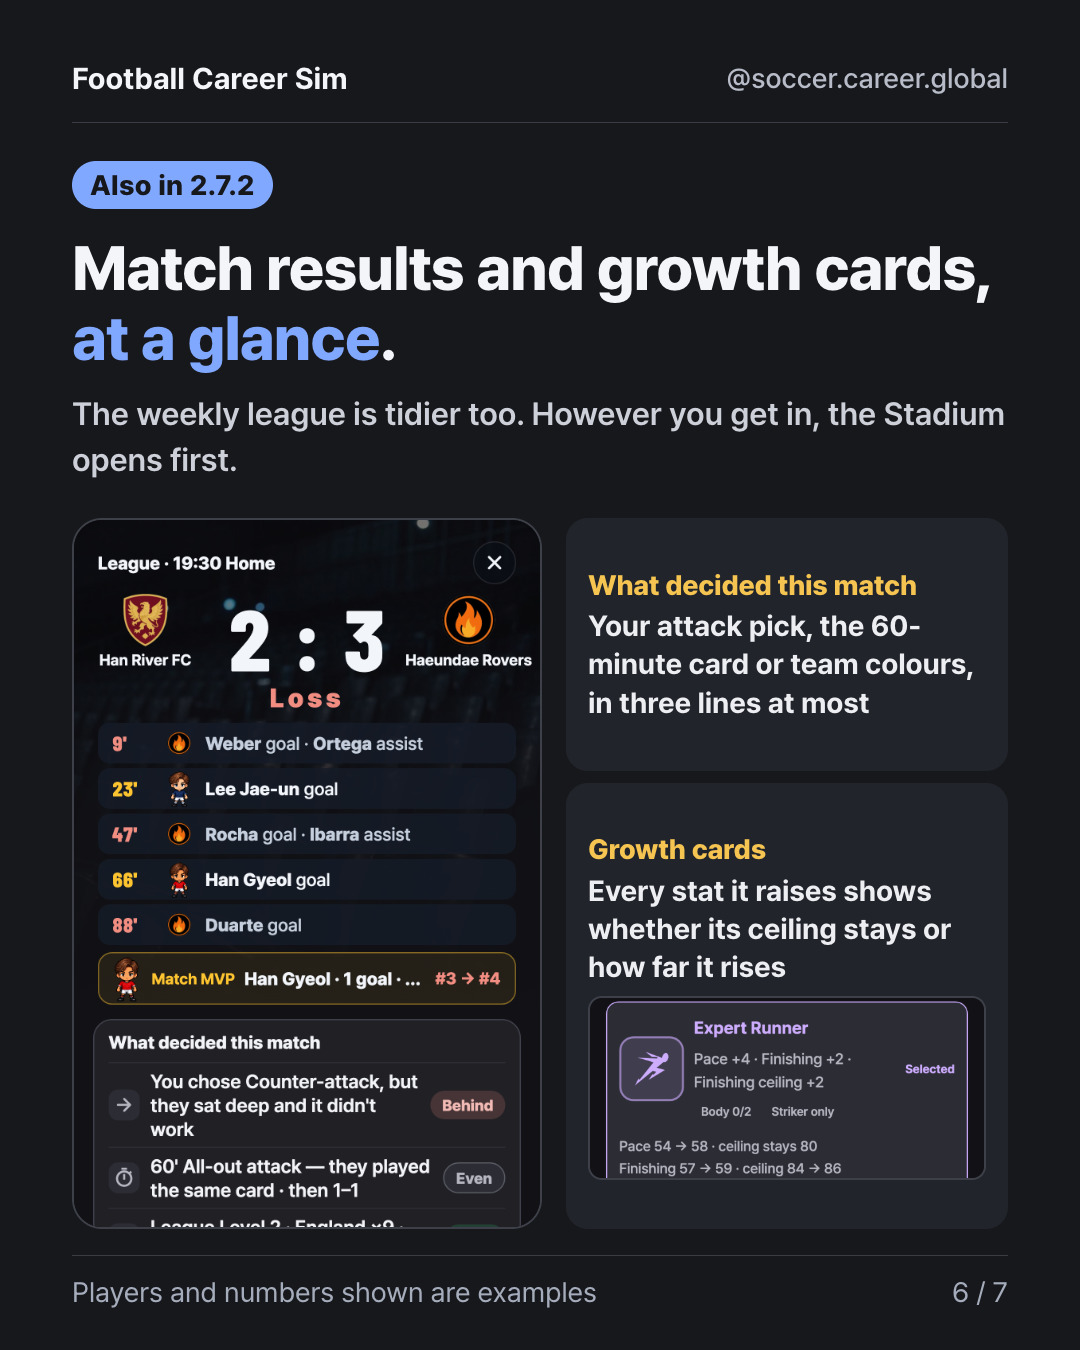 Football Career Sim
@soccer.career.global
Also in 2.7.2
Match results and growth cards,
at a glance.
The weekly league is tidier too. However you get in, the Stadium
opens first.
League · 19:30 Home
2 : 3
Han River FC
Haeundae Rovers
Loss
9' Weber goal · Ortega assist
23' Lee Jae-un goal
47' Rocha goal · Ibarra assist
66' Han Gyeol goal
88' Duarte goal
Match MVP Han Gyeol · 1 goal · ... #3 → #4
What decided this match
You chose Counter-attack, but
they sat deep and it didn't
work
Behind
60' All-out attack — they played
the same card · then 1–1
Even
League Level 2 · England ×9 ·
What decided this match
Your attack pick, the 60-
minute card or team colours,
in three lines at most
Growth cards
Every stat it raises shows
whether its ceiling stays or
how far it rises
Expert Runner
Pace +4 · Finishing +2 ·
Finishing ceiling +2
Selected
Body 0/2 Striker only
Pace 54 → 58 · ceiling stays 80
Finishing 57 → 59 · ceiling 84 → 86
Players and numbers shown are examples
6 / 7